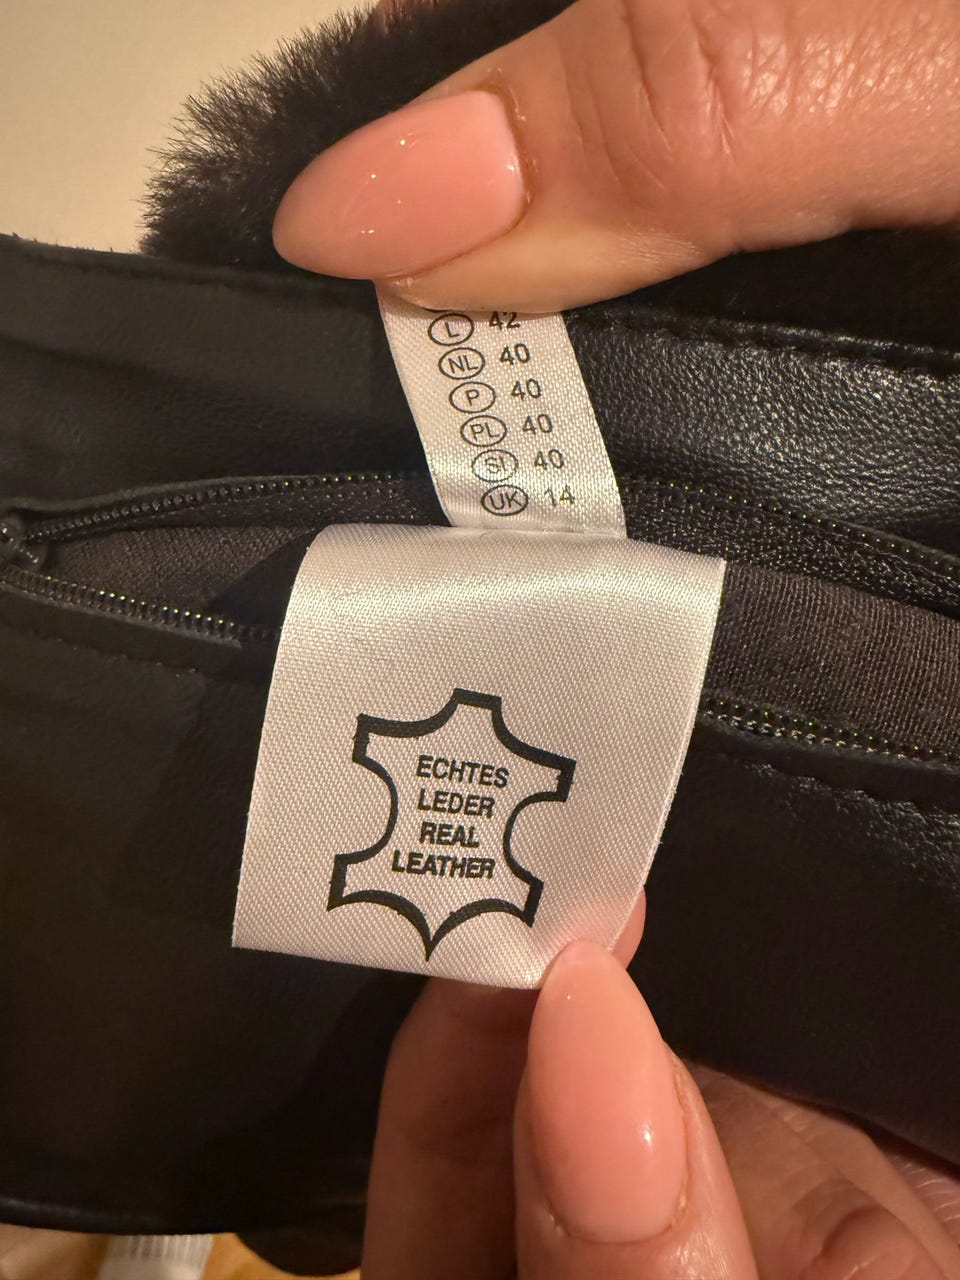 L 42
NL 40
P 40
PL 40
SI 40
UK 14
ECHTES
LEDER
REAL
LEATHER